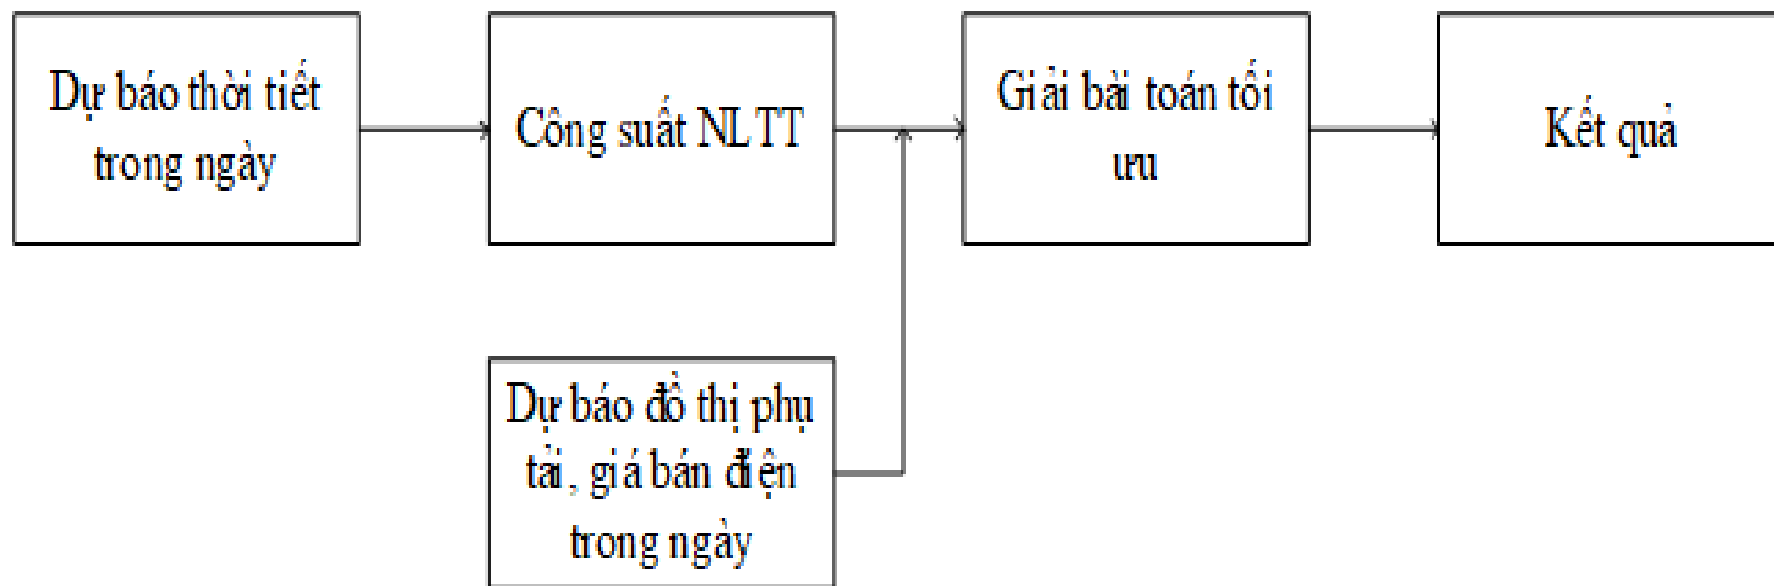 Dự báo thời tiết
trong ngày
Công suất NLTT
Giải bài toán tối
ưu
Kết quả
Dự báo đồ thị phụ
tải, giá bán điện
trong ngày